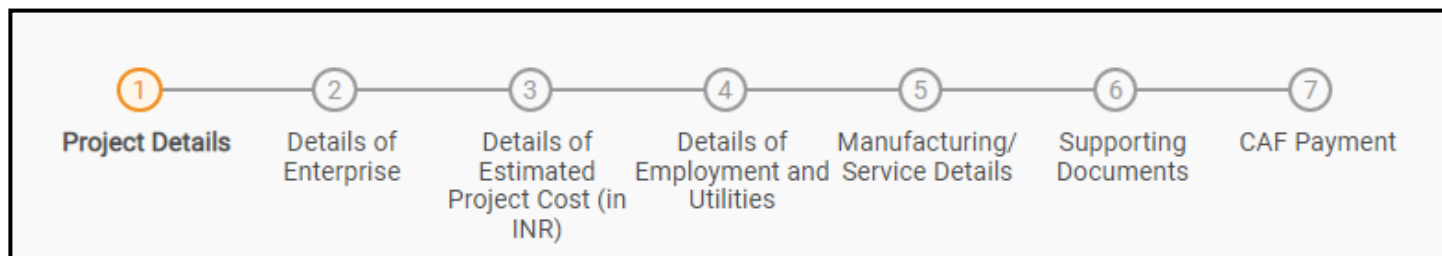 1
Project Details
2
Details of
Enterprise
3
Details of
Estimated
Project Cost (in
INR)
4
Details of
Employment and
Utilities
5
Manufacturing/
Service Details
6
Supporting
Documents
7
CAF Payment